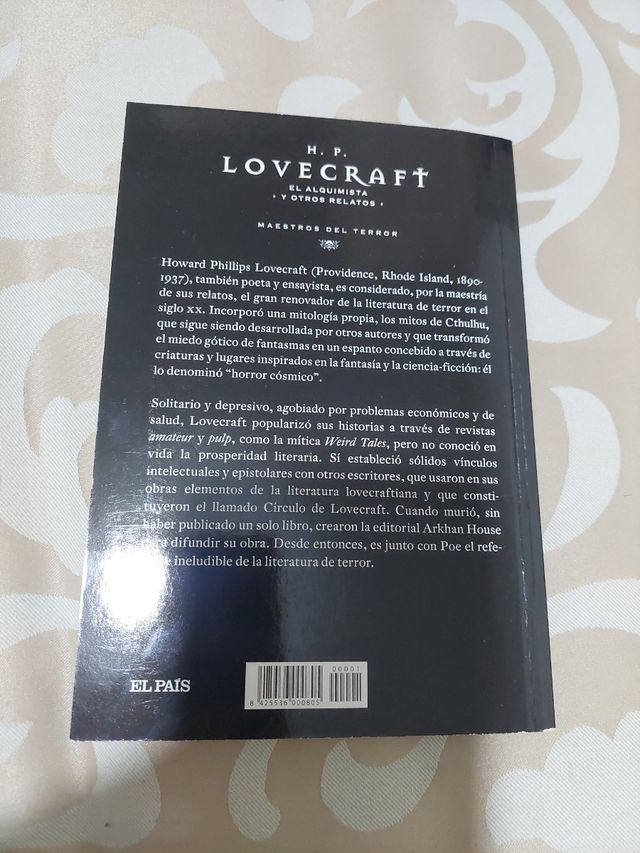 H. P.
LOVECRAFT
EL ALQUIMISTA
· Y OTROS RELATOS ·
MAESTROS DEL TERROR
Howard Phillips Lovecraft (Providence, Rhode Island, 1890-
1937), también poeta y ensayista, es considerado, por la maestría
de sus relatos, el gran renovador de la literatura de terror en el
siglo XX. Incorporó una mitología propia, los mitos de Cthulhu,
que sigue siendo desarrollada por otros autores y que transformó
el miedo gótico de fantasmas en un espanto concebido a través de
criaturas y lugares inspirados en la fantasía y la ciencia-ficción: él
lo denominó “horror cósmico”.
Solitario y depresivo, agobiado por problemas económicos y de
salud, Lovecraft popularizó sus historias a través de revistas
amateur y pulp, como la mítica Weird Tales, pero no conoció en
vida la prosperidad literaria. Sí estableció sólidos vínculos
intelectuales y epistolares con otros escritores, que usaron en sus
obras elementos de la literatura lovecraftiana y que consti-
tuyeron el llamado Círculo de Lovecraft. Cuando murió, sin
haber publicado un solo libro, crearon la editorial Arkhan House
para difundir su obra. Desde entonces, es junto con Poe el refe-
ineludible de la literatura de terror.
00001
EL PAÍS
8 425536 000805